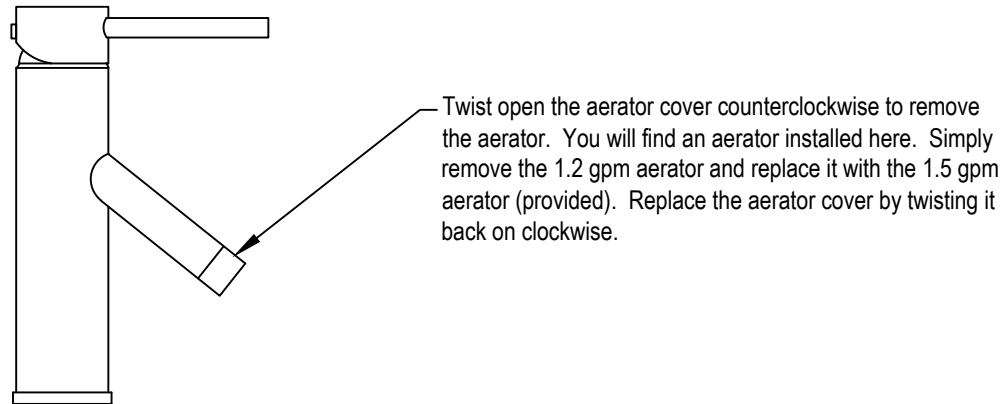 Twist open the aerator cover counterclockwise to remove
the aerator.  You will find an aerator installed here.  Simply
remove the 1.2 gpm aerator and replace it with the 1.5 gpm
aerator (provided).  Replace the aerator cover by twisting it
back on clockwise.